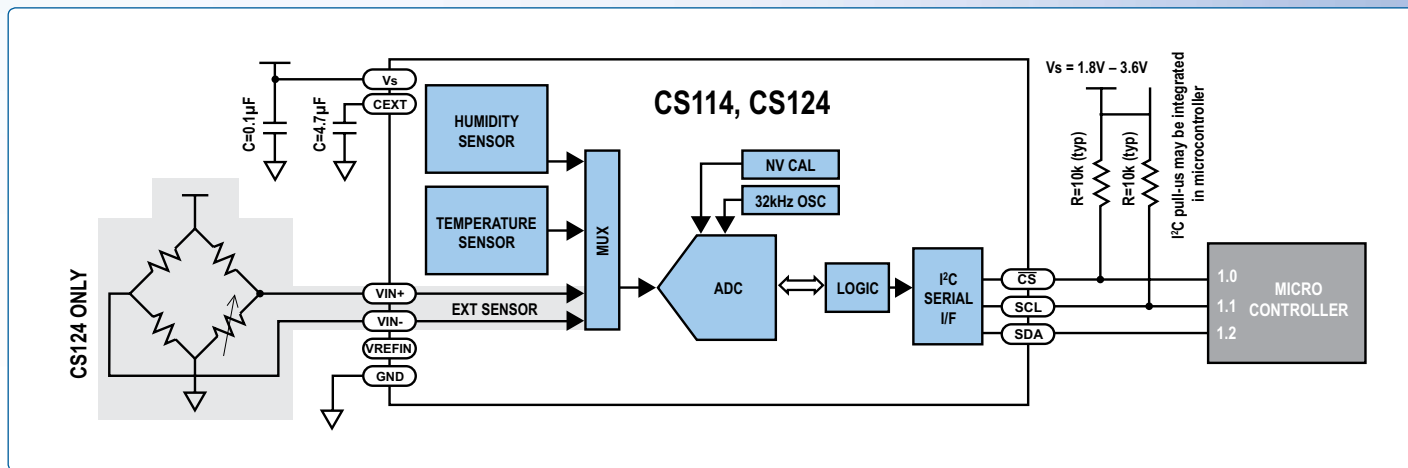 CS114, CS124
Vs
CEXT
C=0.1µF
C=4.7µF
HUMIDITY
SENSOR
TEMPERATURE
SENSOR
MUX
NV CAL
32kHz OSC
ADC
LOGIC
I²C
SERIAL
I/F
CS
SCL
SDA
Vs = 1.8V – 3.6V
R=10k (typ)
R=10k (typ)
I²C pull-us may be integrated
in microcontroller
1.0
1.1
1.2
MICRO
CONTROLLER
CS124 ONLY
VIN+
VIN-
EXT SENSOR
VREFIN
GND